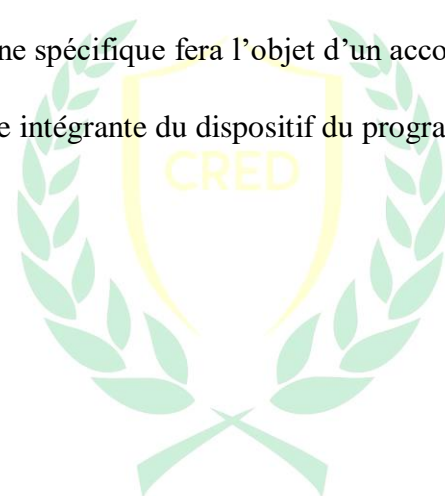 ne spécifique fera l’objet d’un acco
e intégrante du dispositif du progra
CRED